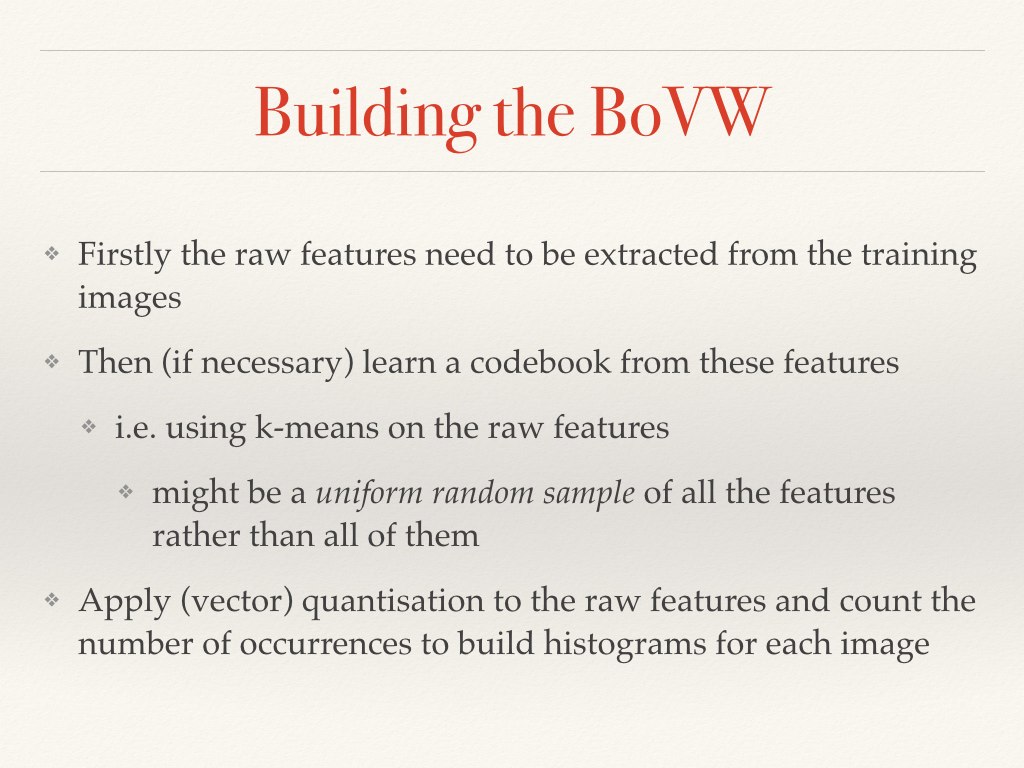 Building the BoVW
❖ Firstly the raw features need to be extracted from the training
images
❖ Then (if necessary) learn a codebook from these features
❖ i.e. using k-means on the raw features
❖ might be a uniform random sample of all the features
rather than all of them
❖ Apply (vector) quantisation to the raw features and count the
number of occurrences to build histograms for each image